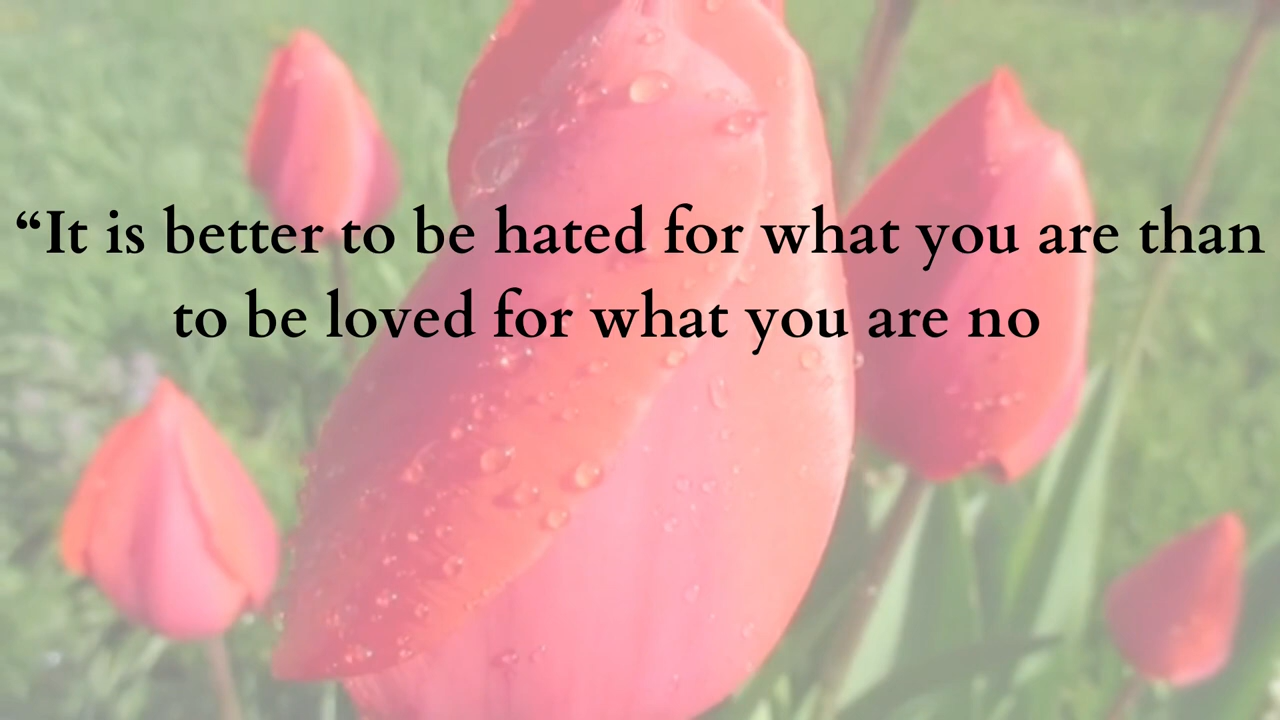 “It is better to be hated for what you are than
to be loved for what you are no